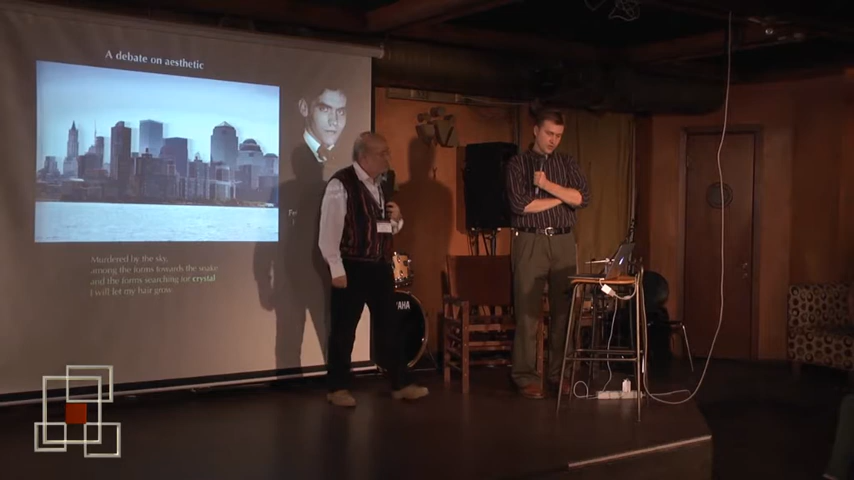 A debate on aesthetic
Murdered by the sky,
among the forms towards the snake
and the forms searching for crystal
I will let my hair grow.
AHA